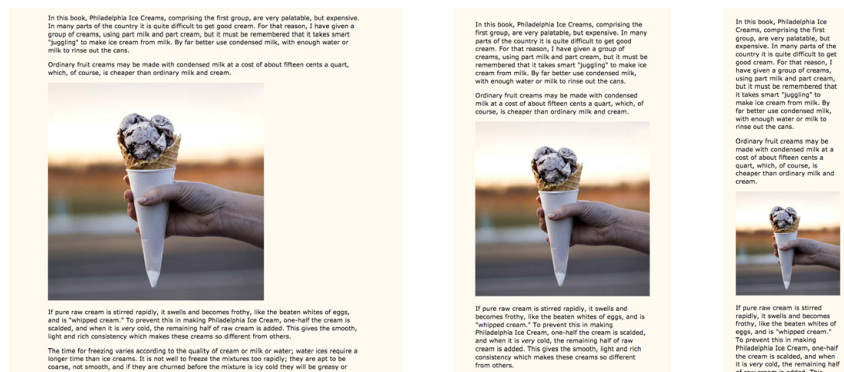 In this book, Philadelphia Ice Creams, comprising the first group, are very palatable, but expensive.
In many parts of the country it is quite difficult to get good cream. For that reason, I have given a
group of creams, using part milk and part cream, but it must be remembered that it takes smart
"juggling" to make ice cream from milk. By far better use condensed milk, with enough water or
milk to rinse out the cans.
Ordinary fruit creams may be made with condensed milk at a cost of about fifteen cents a quart,
which, of course, is cheaper than ordinary milk and cream.
If pure raw cream is stirred rapidly, it swells and becomes frothy, like the beaten whites of eggs,
and is "whipped cream." To prevent this in making Philadelphia Ice Cream, one-half the cream is
scalded, and when it is very cold, the remaining half of raw cream is added. This gives the smooth,
light and rich consistency which makes these creams so different from others.
The time for freezing varies according to the quality of cream or milk or water; water ices require a
longer time than ice creams. It is not well to freeze the mixtures too rapidly; they are apt to be
coarse, not smooth, and if they are churned before the mixture is icy cold they will be greasy or
In this book, Philadelphia Ice Creams, comprising the
first group, are very palatable, but expensive. In many
parts of the country it is quite difficult to get good
cream. For that reason, I have given a group of
creams, using part milk and part cream, but it must be
remembered that it takes smart "juggling" to make ice
cream from milk. By far better use condensed milk,
with enough water or milk to rinse out the cans.
Ordinary fruit creams may be made with condensed
milk at a cost of about fifteen cents a quart, which, of
course, is cheaper than ordinary milk and cream.
If pure raw cream is stirred rapidly, it swells and
becomes frothy, like the beaten whites of eggs, and is
"whipped cream." To prevent this in making
Philadelphia Ice Cream, one-half the cream is scalded,
and when it is very cold, the remaining half of raw
cream is added. This gives the smooth, light and rich
consistency which makes these creams so different
from others.
In this book, Philadelphia Ice
Creams, comprising the first
group, are very palatable, but
expensive. In many parts of the
country it is quite difficult to get
good cream. For that reason, I
have given a group of creams,
using part milk and part cream,
but it must be remembered that
it takes smart "juggling" to
make ice cream from milk. By
far better use condensed milk,
with enough water or milk to
rinse out the cans.
Ordinary fruit creams may be
made with condensed milk at a
cost of about fifteen cents a
quart, which, of course, is
cheaper than ordinary milk and
cream.
If pure raw cream is stirred
rapidly, it swells and becomes
frothy, like the beaten whites of
eggs, and is "whipped cream."
To prevent this in making
Philadelphia Ice Cream, one-half
the cream is scalded, and when
it is very cold, the remaining
half of raw cream is added. This